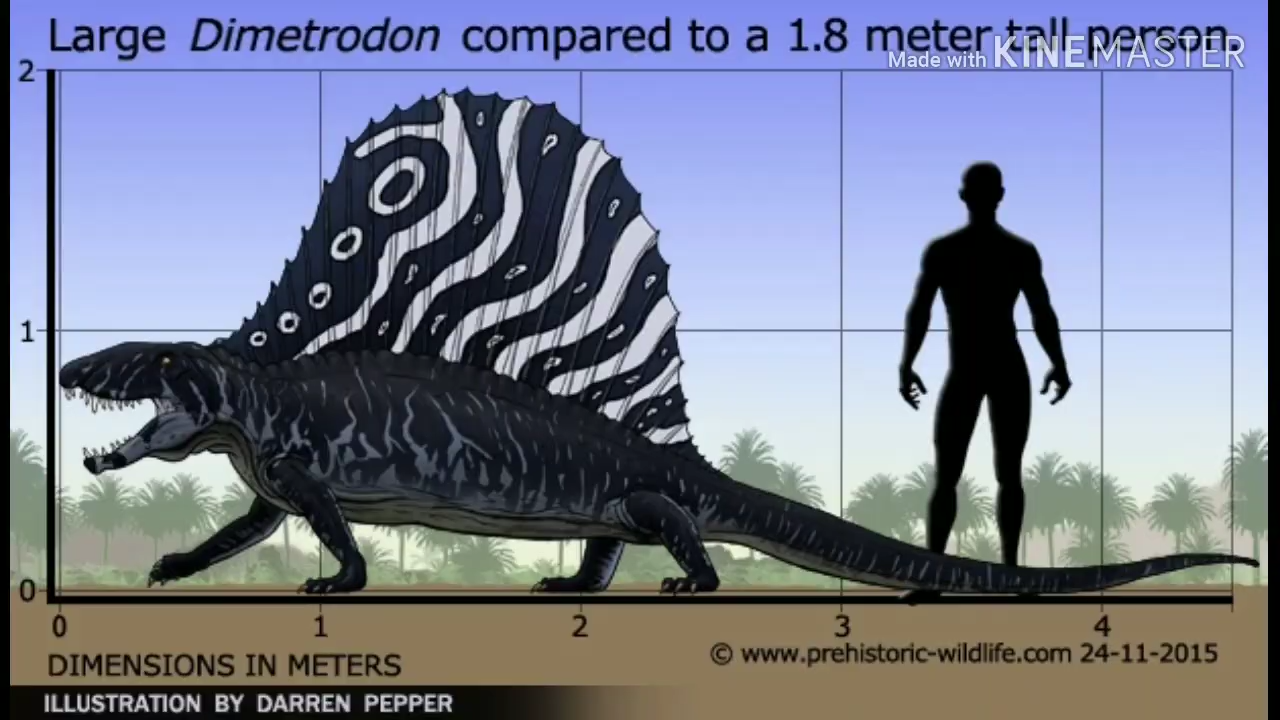 Large Dimetrodon compared to a 1.8 meter tall person
Made with KINEMASTER
2
1
0
0 1 2 3 4
DIMENSIONS IN METERS
© www.prehistoric-wildlife.com 24-11-2015
ILLUSTRATION BY DARREN PEPPER